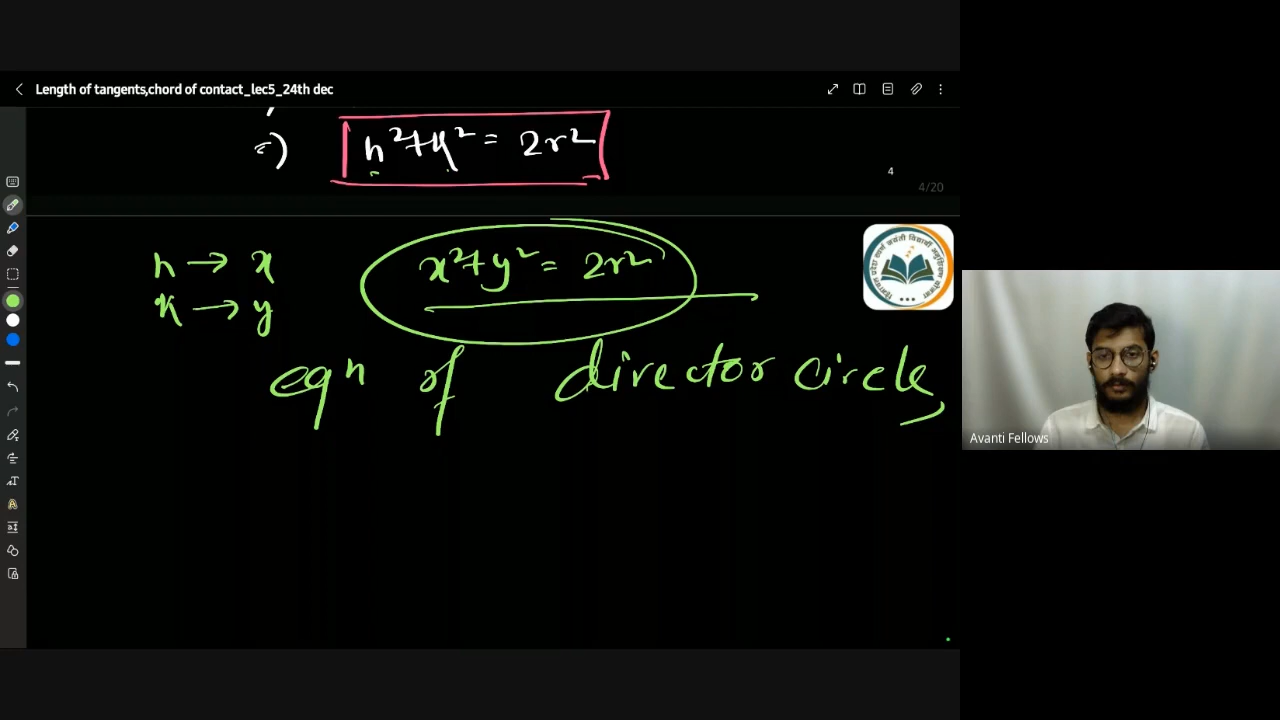 Length of tangents,chord of contact_lec5_24th dec
=) h²+k² = 2r²
4
4/20
h → x x²+y² = 2r²
k → y
eqⁿ of director circle,
Avanti Fellows